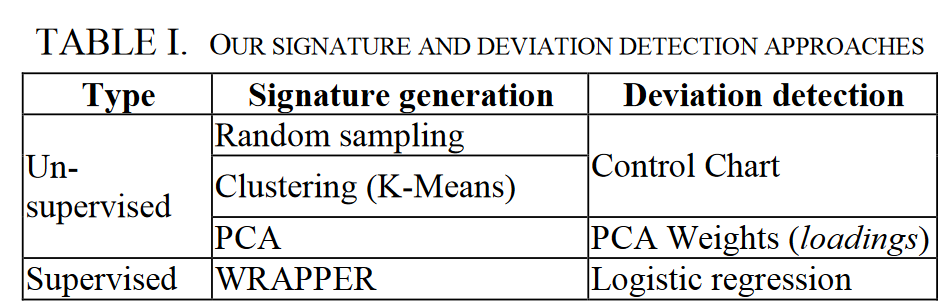 TABLE I. OUR SIGNATURE AND DEVIATION DETECTION APPROACHES
Type Signature generation Deviation detection
Un-
supervised
Random sampling
Clustering (K-Means)
Control Chart
PCA PCA Weights (loadings)
Supervised WRAPPER Logistic regression